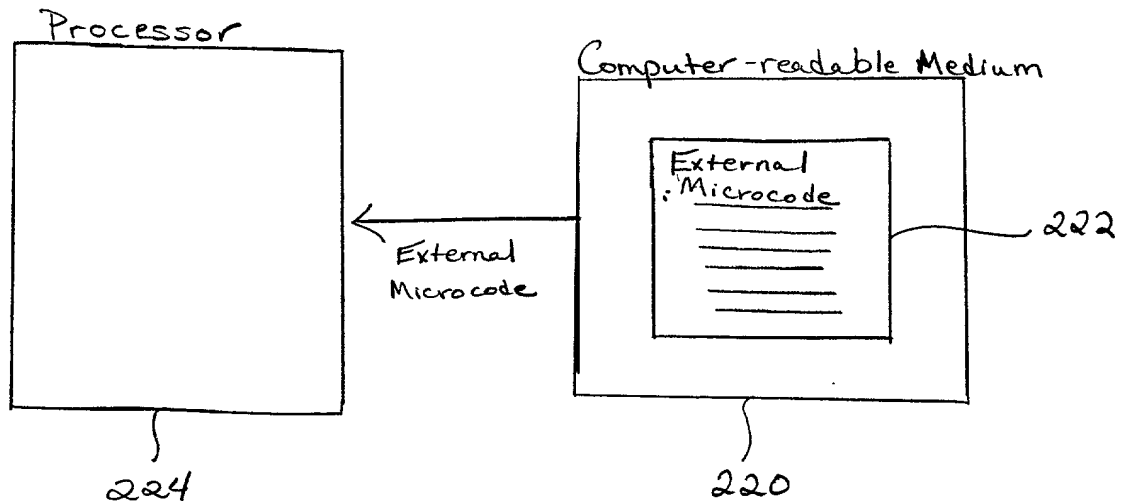 Processor
Computer-readable Medium
External
Microcode
222
External
Microcode
224
220